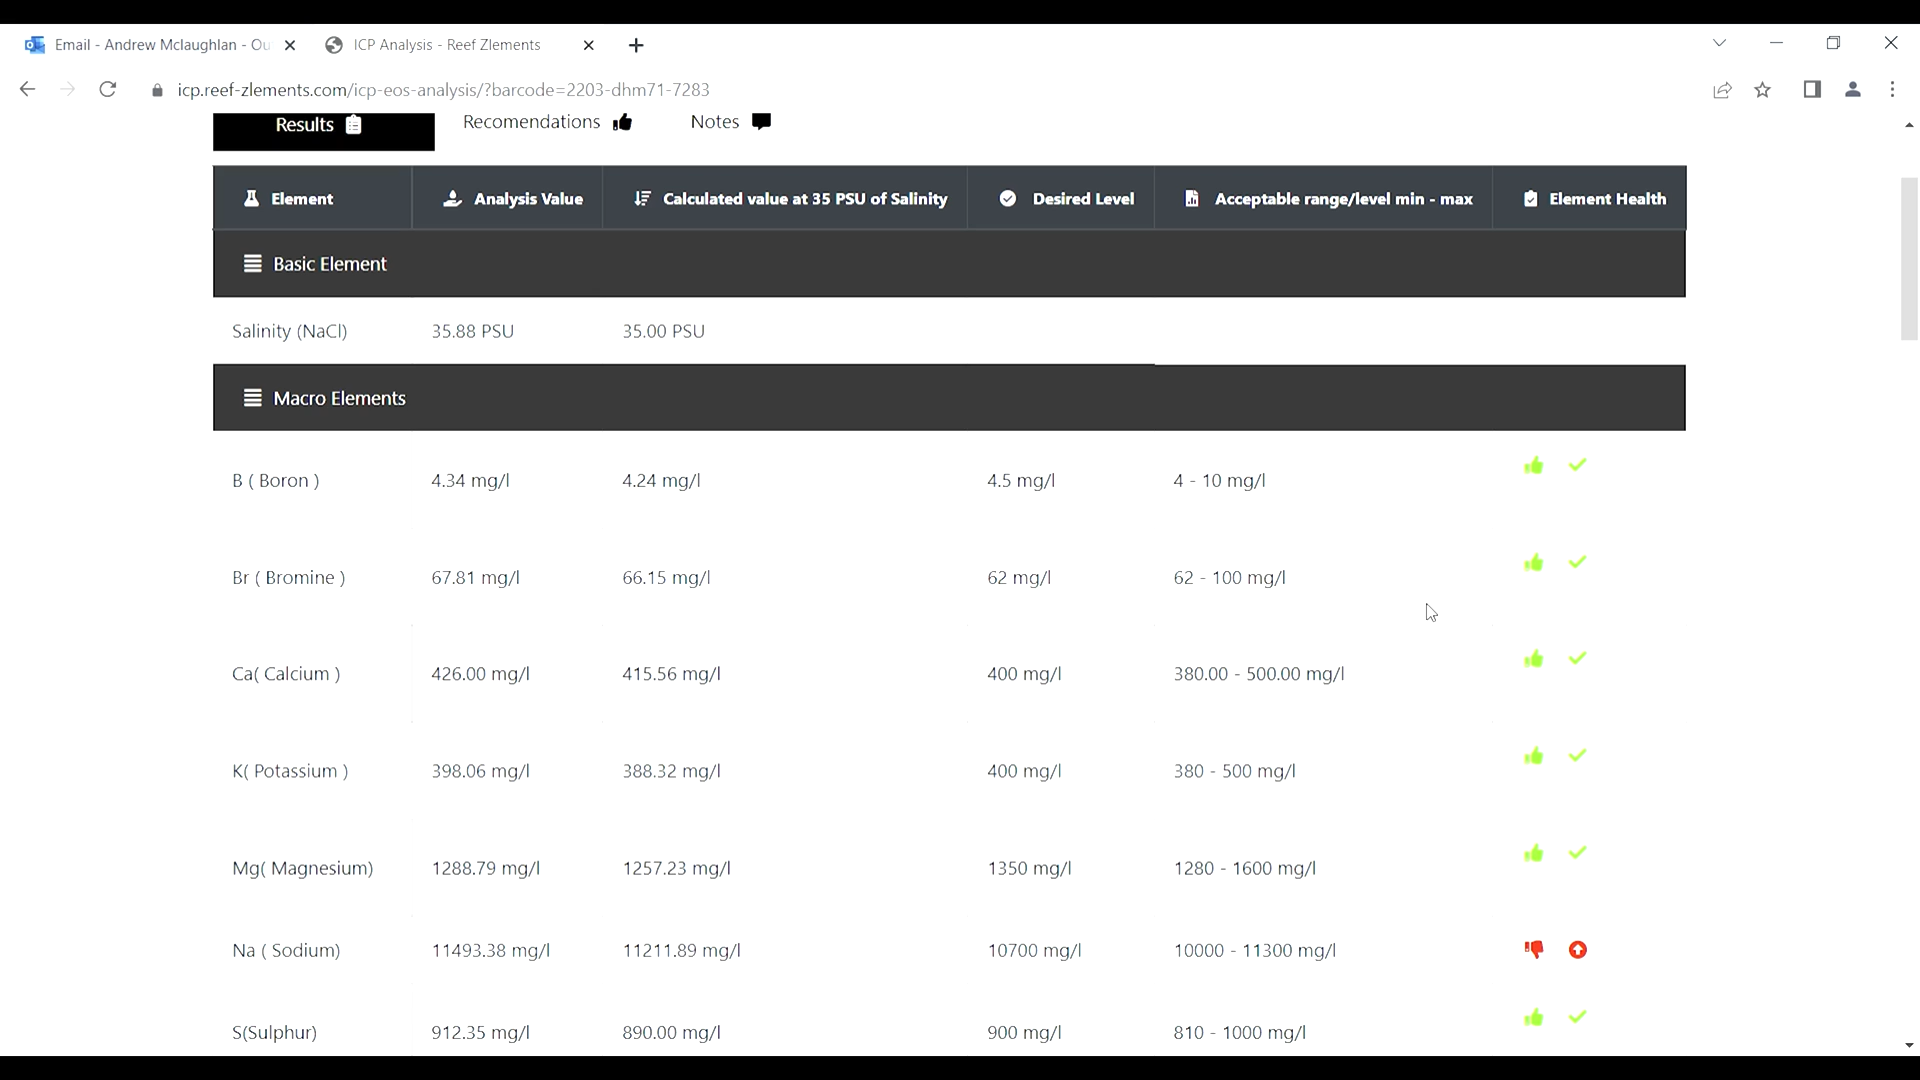 Email - Andrew Mclaughlan - Ou
ICP Analysis - Reef Zlements
icp.reef-zlements.com/icp-eos-analysis/?barcode=2203-dhm71-7283
Results Recomendations Notes
Element Analysis Value Calculated value at 35 PSU of Salinity Desired Level Acceptable range/level min - max Element Health
Basic Element
Salinity (NaCl) 35.88 PSU 35.00 PSU
Macro Elements
B ( Boron ) 4.34 mg/l 4.24 mg/l 4.5 mg/l 4 - 10 mg/l
Br ( Bromine ) 67.81 mg/l 66.15 mg/l 62 mg/l 62 - 100 mg/l
Ca( Calcium ) 426.00 mg/l 415.56 mg/l 400 mg/l 380.00 - 500.00 mg/l
K( Potassium ) 398.06 mg/l 388.32 mg/l 400 mg/l 380 - 500 mg/l
Mg( Magnesium) 1288.79 mg/l 1257.23 mg/l 1350 mg/l 1280 - 1600 mg/l
Na ( Sodium) 11493.38 mg/l 11211.89 mg/l 10700 mg/l 10000 - 11300 mg/l
S(Sulphur) 912.35 mg/l 890.00 mg/l 900 mg/l 810 - 1000 mg/l